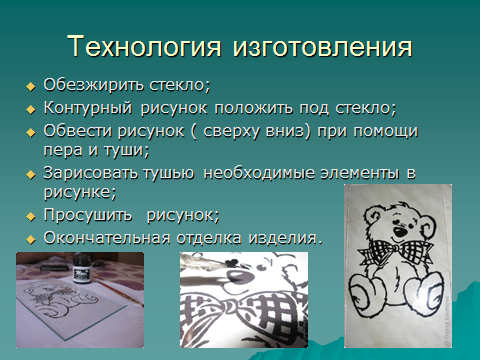 Технология изготовления
Обезжирить стекло;
Контурный рисунок положить под стекло;
Обвести рисунок ( сверху вниз) при помощи
пера и туши;
Зарисовать тушью необходимые элементы в
рисунке;
Просушить рисунок;
Окончательная отделка изделия.